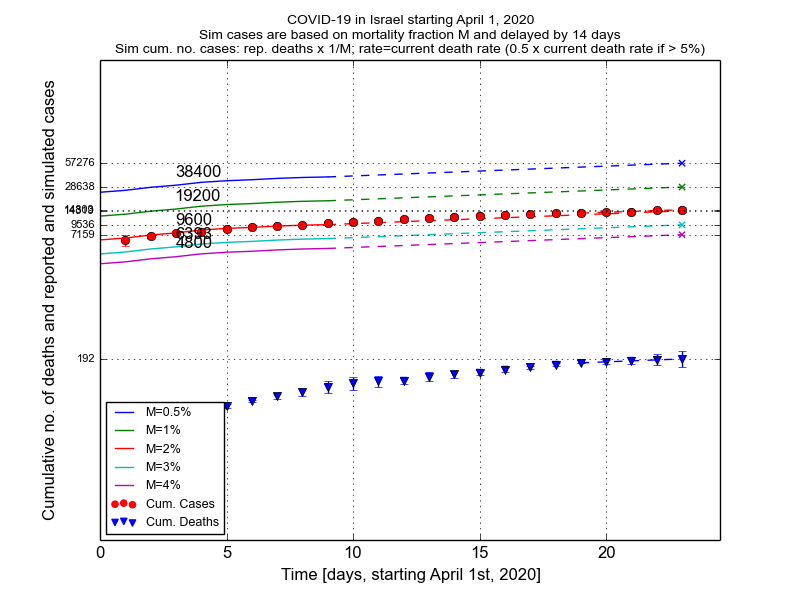 COVID-19 in Israel starting April 1, 2020
Sim cases are based on mortality fraction M and delayed by 14 days
Sim cum. no. cases: rep. deaths x 1/M; rate=current death rate (0.5 x current death rate if > 5%)
Cumulative no. of deaths and reported and simulated cases
57276
28638
9536
7159
192
38400
19200
9600
4800
M=0.5%
M=1%
M=2%
M=3%
M=4%
Cum. Cases
Cum. Deaths
0 5 10 15 20
Time [days, starting April 1st, 2020]